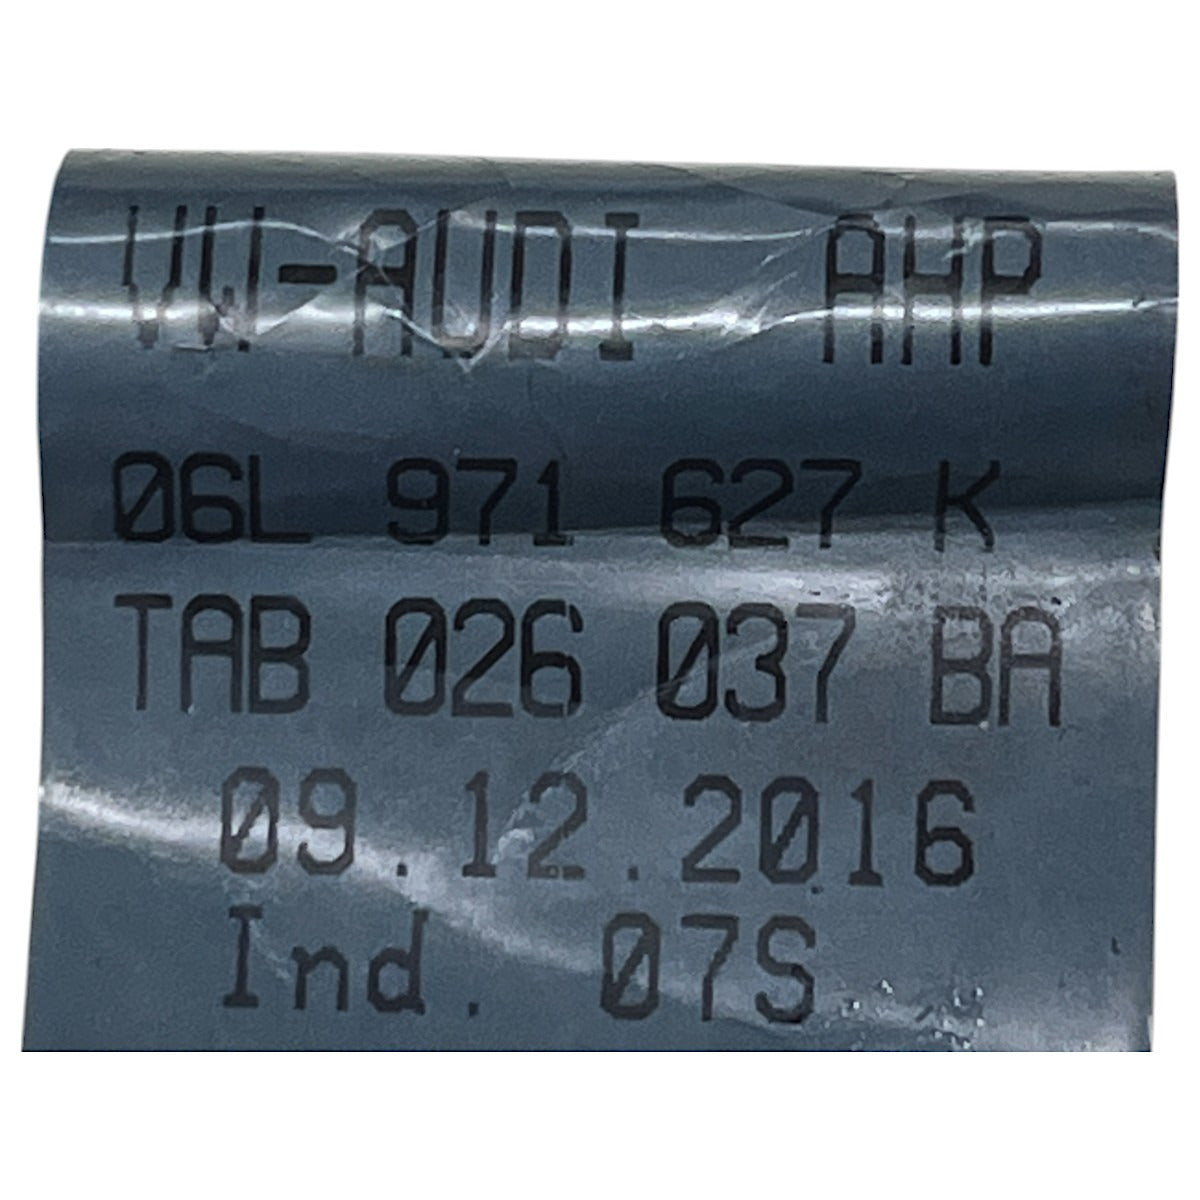 VW-AUDI AHP
06L 971 627 K
TAB 026 037 BA
09.12.2016
Ind. 07S